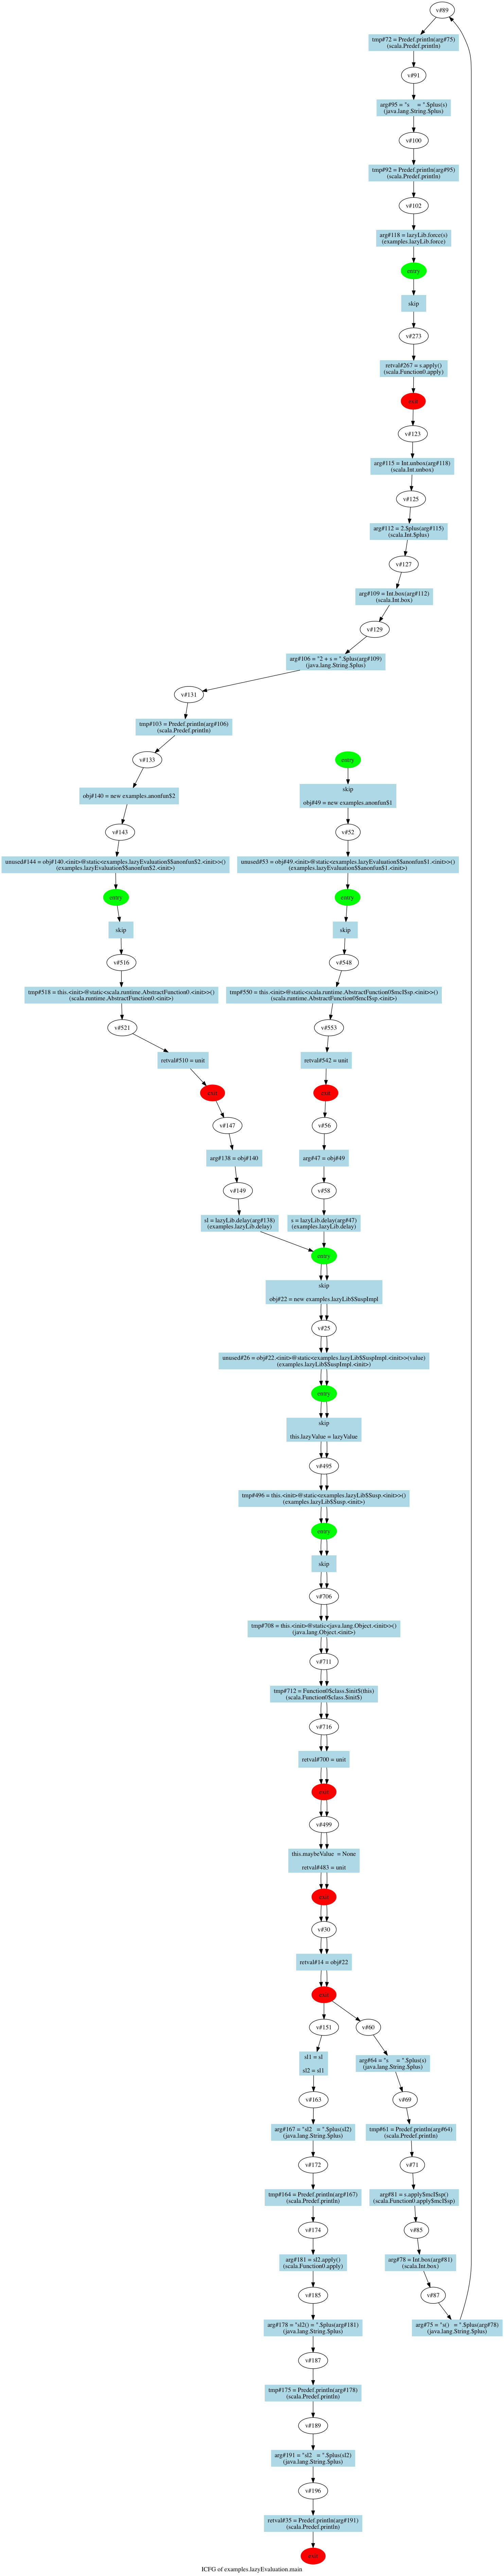 v#89
tmp#72 = Predef.println(arg#75)
(scala.Predef.println)
v#91
arg#95 = "s     = ".$plus(s)
(java.lang.String.$plus)
v#100
tmp#92 = Predef.println(arg#95)
(scala.Predef.println)
v#102
arg#118 = lazyLib.force(s)
(examples.lazyLib.force)
entry
skip
v#273
retval#267 = s.apply()
(scala.Function0.apply)
exit
v#123
arg#115 = Int.unbox(arg#118)
(scala.Int.unbox)
v#125
arg#112 = 2.$plus(arg#115)
(scala.Int.$plus)
v#127
arg#109 = Int.box(arg#112)
(scala.Int.box)
v#129
arg#106 = "2 + s = ".$plus(arg#109)
(java.lang.String.$plus)
v#131
tmp#103 = Predef.println(arg#106)
(scala.Predef.println)
v#133
obj#140 = new examples.anonfun$2
v#143
unused#144 = obj#140.<init>@static<examples.lazyEvaluation$$anonfun$2.<init>>()
(examples.lazyEvaluation$$anonfun$2.<init>)
entry
skip
v#516
tmp#518 = this.<init>@static<scala.runtime.AbstractFunction0.<init>>()
(scala.runtime.AbstractFunction0.<init>)
v#521
retval#510 = unit
exit
v#147
arg#138 = obj#140
v#149
sl = lazyLib.delay(arg#138)
(examples.lazyLib.delay)
entry
skip
obj#49 = new examples.anonfun$1
v#52
unused#53 = obj#49.<init>@static<examples.lazyEvaluation$$anonfun$1.<init>>()
(examples.lazyEvaluation$$anonfun$1.<init>)
entry
skip
v#548
tmp#550 = this.<init>@static<scala.runtime.AbstractFunction0$mcI$sp.<init>>()
(scala.runtime.AbstractFunction0$mcI$sp.<init>)
v#553
retval#542 = unit
exit
v#56
arg#47 = obj#49
v#58
s = lazyLib.delay(arg#47)
(examples.lazyLib.delay)
entry
skip
obj#22 = new examples.lazyLib$SuspImpl
v#25
unused#26 = obj#22.<init>@static<examples.lazyLib$SuspImpl.<init>>(value)
(examples.lazyLib$SuspImpl.<init>)
entry
skip
this.lazyValue = lazyValue
v#495
tmp#496 = this.<init>@static<examples.lazyLib$Susp.<init>>()
(examples.lazyLib$Susp.<init>)
entry
skip
v#706
tmp#708 = this.<init>@static<java.lang.Object.<init>>()
(java.lang.Object.<init>)
v#711
tmp#712 = Function0$class.$init$(this)
(scala.Function0$class.$init$)
v#716
retval#700 = unit
exit
v#499
this.maybeValue  = None
retval#483 = unit
exit
v#30
retval#14 = obj#22
exit
v#151
sl1 = sl
sl2 = sl1
v#163
arg#167 = "sl2   = ".$plus(sl2)
(java.lang.String.$plus)
v#172
tmp#164 = Predef.println(arg#167)
(scala.Predef.println)
v#174
arg#181 = sl2.apply()
(scala.Function0.apply)
v#185
arg#178 = "sl2() = ".$plus(arg#181)
(java.lang.String.$plus)
v#187
tmp#175 = Predef.println(arg#178)
(scala.Predef.println)
v#189
arg#191 = "sl2   = ".$plus(sl2)
(java.lang.String.$plus)
v#196
retval#35 = Predef.println(arg#191)
(scala.Predef.println)
exit
v#60
arg#64 = "s     = ".$plus(s)
(java.lang.String.$plus)
v#69
tmp#61 = Predef.println(arg#64)
(scala.Predef.println)
v#71
arg#81 = s.apply$mcI$sp()
(scala.Function0.apply$mcI$sp)
v#85
arg#78 = Int.box(arg#81)
(scala.Int.box)
v#87
arg#75 = "s()   = ".$plus(arg#78)
(java.lang.String.$plus)
ICFG of examples.lazyEvaluation.main